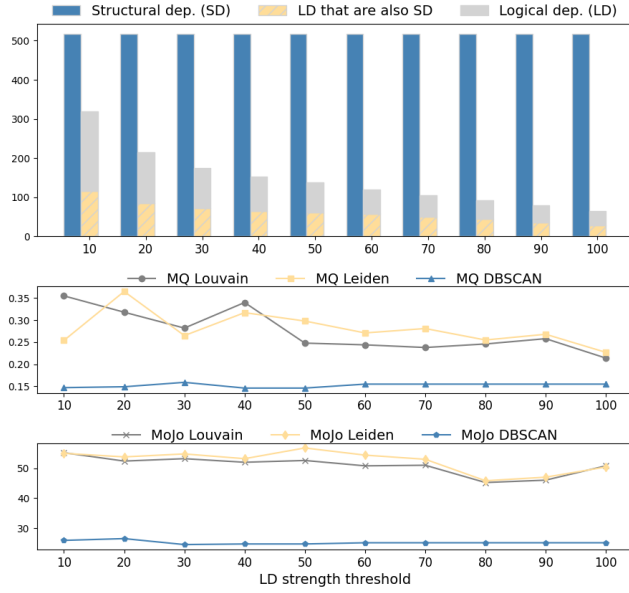 Structural dep. (SD) LD that are also SD Logical dep. (LD)
500
400
300
200
100
0
10 20 30 40 50 60 70 80 90 100
MQ Louvain MQ Leiden MQ DBSCAN
0.35
0.30
0.25
0.20
0.15
10 20 30 40 50 60 70 80 90 100
MoJo Louvain MoJo Leiden MoJo DBSCAN
50
40
30
10 20 30 40 50 60 70 80 90 100
LD strength threshold